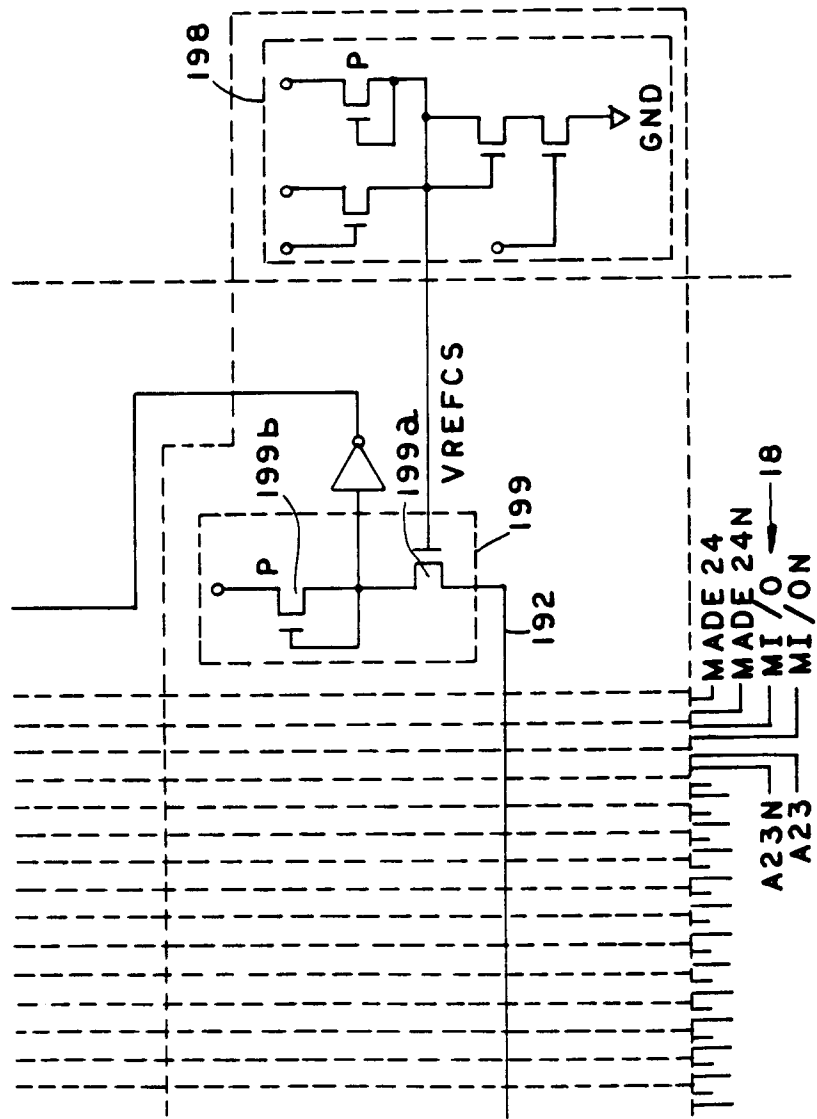 198
P
GND
199b
P
199a
VREFCS
199
192
MADE 24
MADE 24N
MI/O
18
MI/ON
A23N
A23